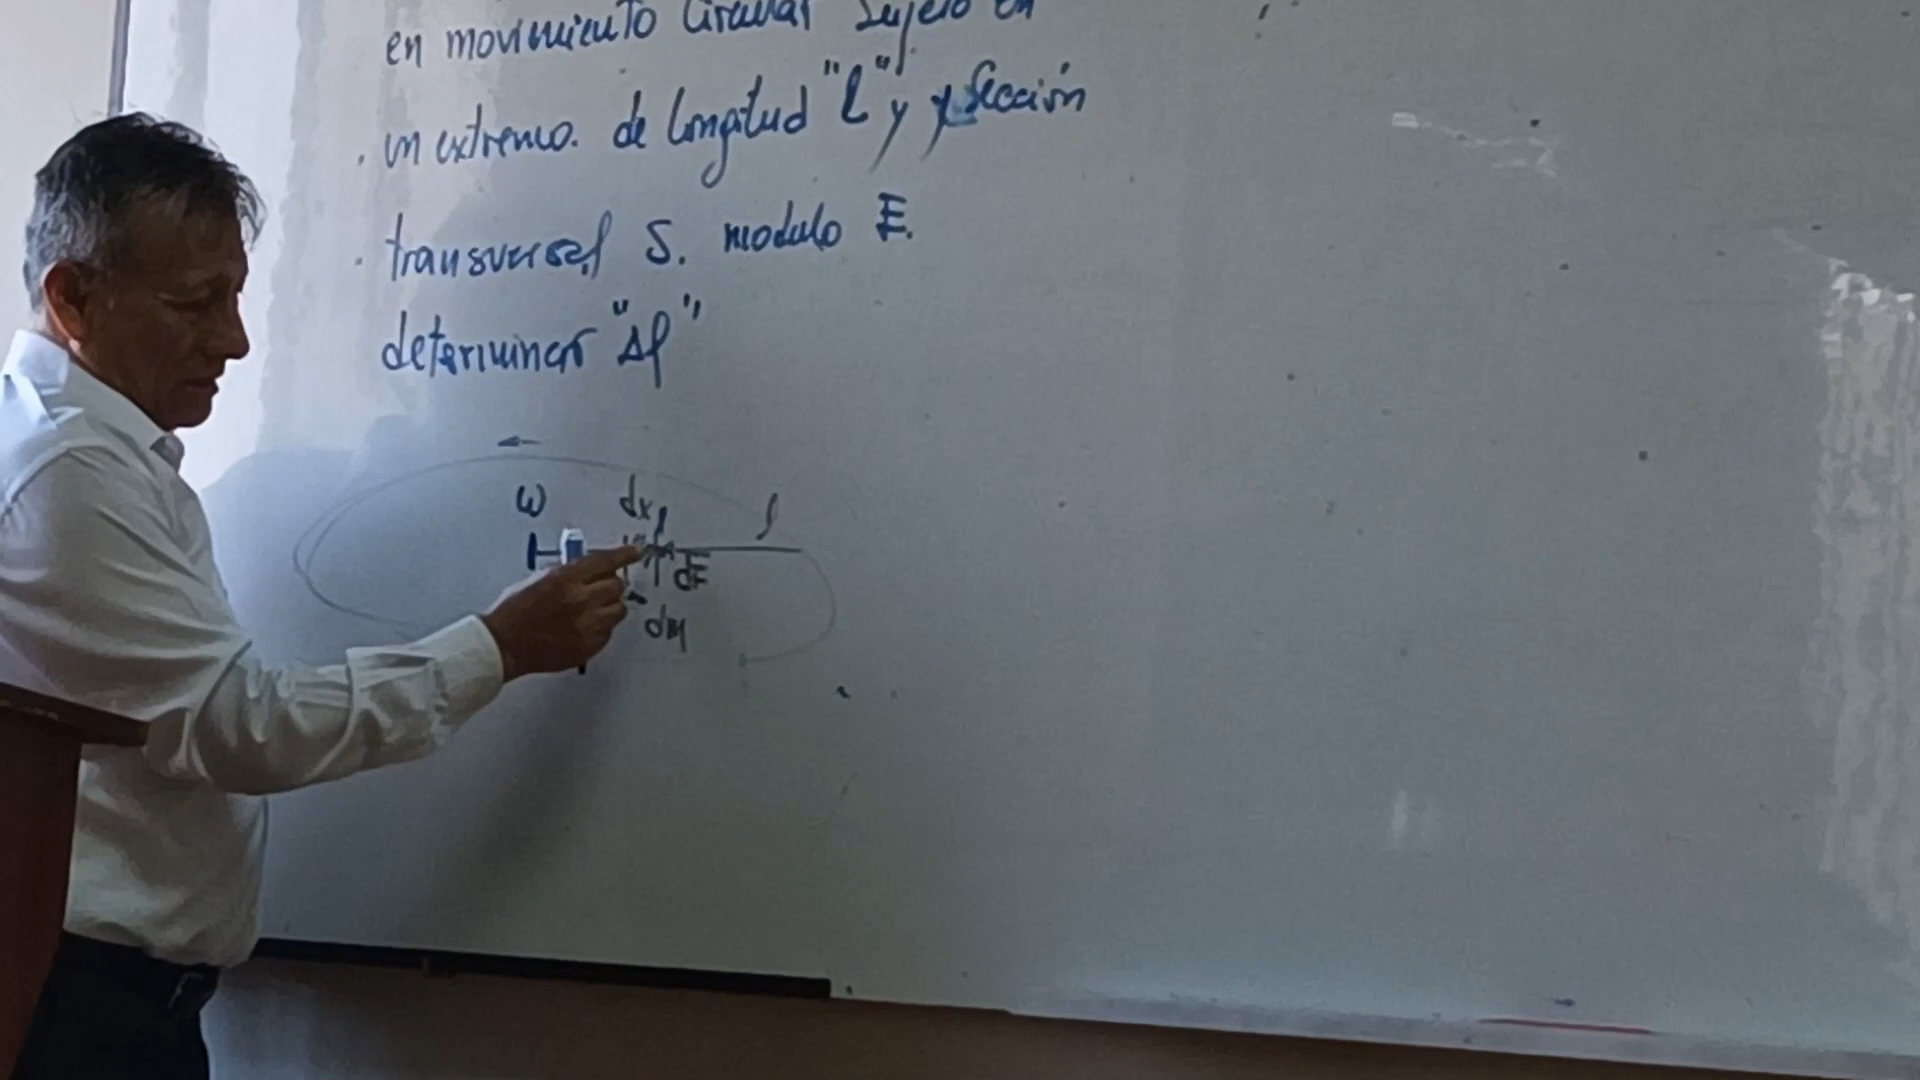 en movimiento Circular Sujeto en
un extremo. de longitud "l" y y Sección
transversal S. modulo E.
determinar "Δl"
ω
dx
l
dF
dm